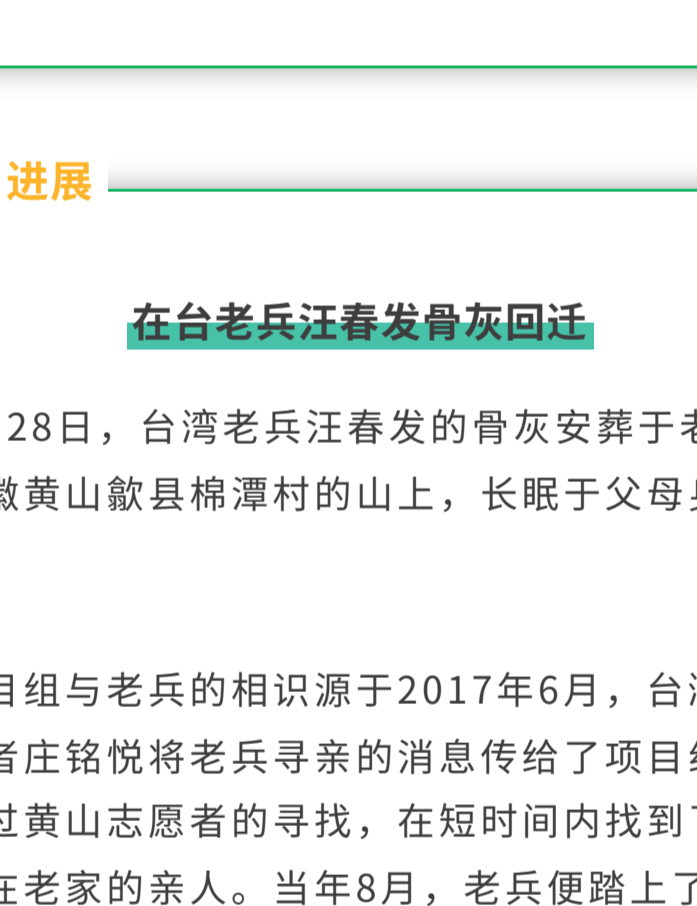 进展
在台老兵汪春发骨灰回迁
28日，台湾老兵汪春发的骨灰安葬于
黄山歙县棉潭村的山上，长眠于父母
组与老兵的相识源于2017年6月，台
庄铭悦将老兵寻亲的消息传给了项目
黄山志愿者的寻找，在短时间内找到
在老家的亲人。当年8月，老兵便踏上了